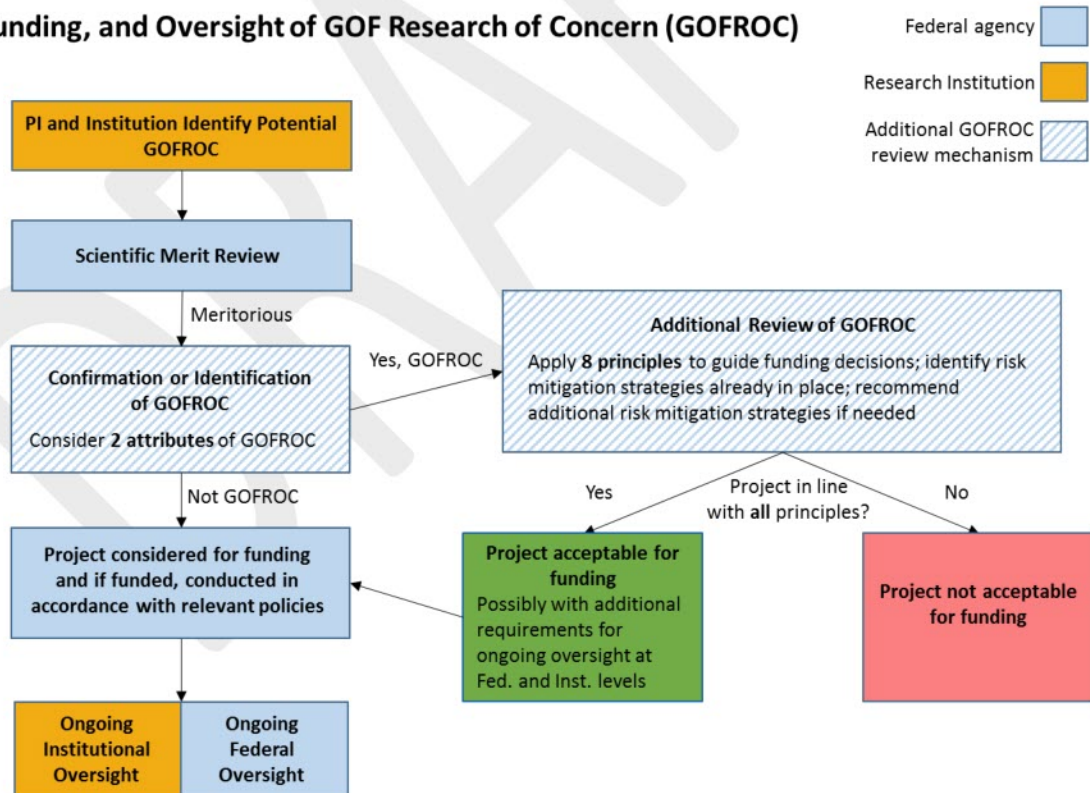 unding, and Oversight of GOF Research of Concern (GOFROC)
Federal agency
Research Institution
Additional GOFROC
review mechanism
PI and Institution Identify Potential
GOFROC
Scientific Merit Review
Meritorious
Confirmation or Identification
of GOFROC
Consider 2 attributes of GOFROC
Yes, GOFROC
Additional Review of GOFROC
Apply 8 principles to guide funding decisions; identify risk
mitigation strategies already in place; recommend
additional risk mitigation strategies if needed
Not GOFROC
Yes
Project in line
with all principles?
No
Project considered for funding
and if funded, conducted in
accordance with relevant policies
Project acceptable for
funding
Possibly with additional
requirements for
ongoing oversight at
Fed. and Inst. levels
Project not acceptable
for funding
Ongoing
Institutional
Oversight
Ongoing
Federal
Oversight